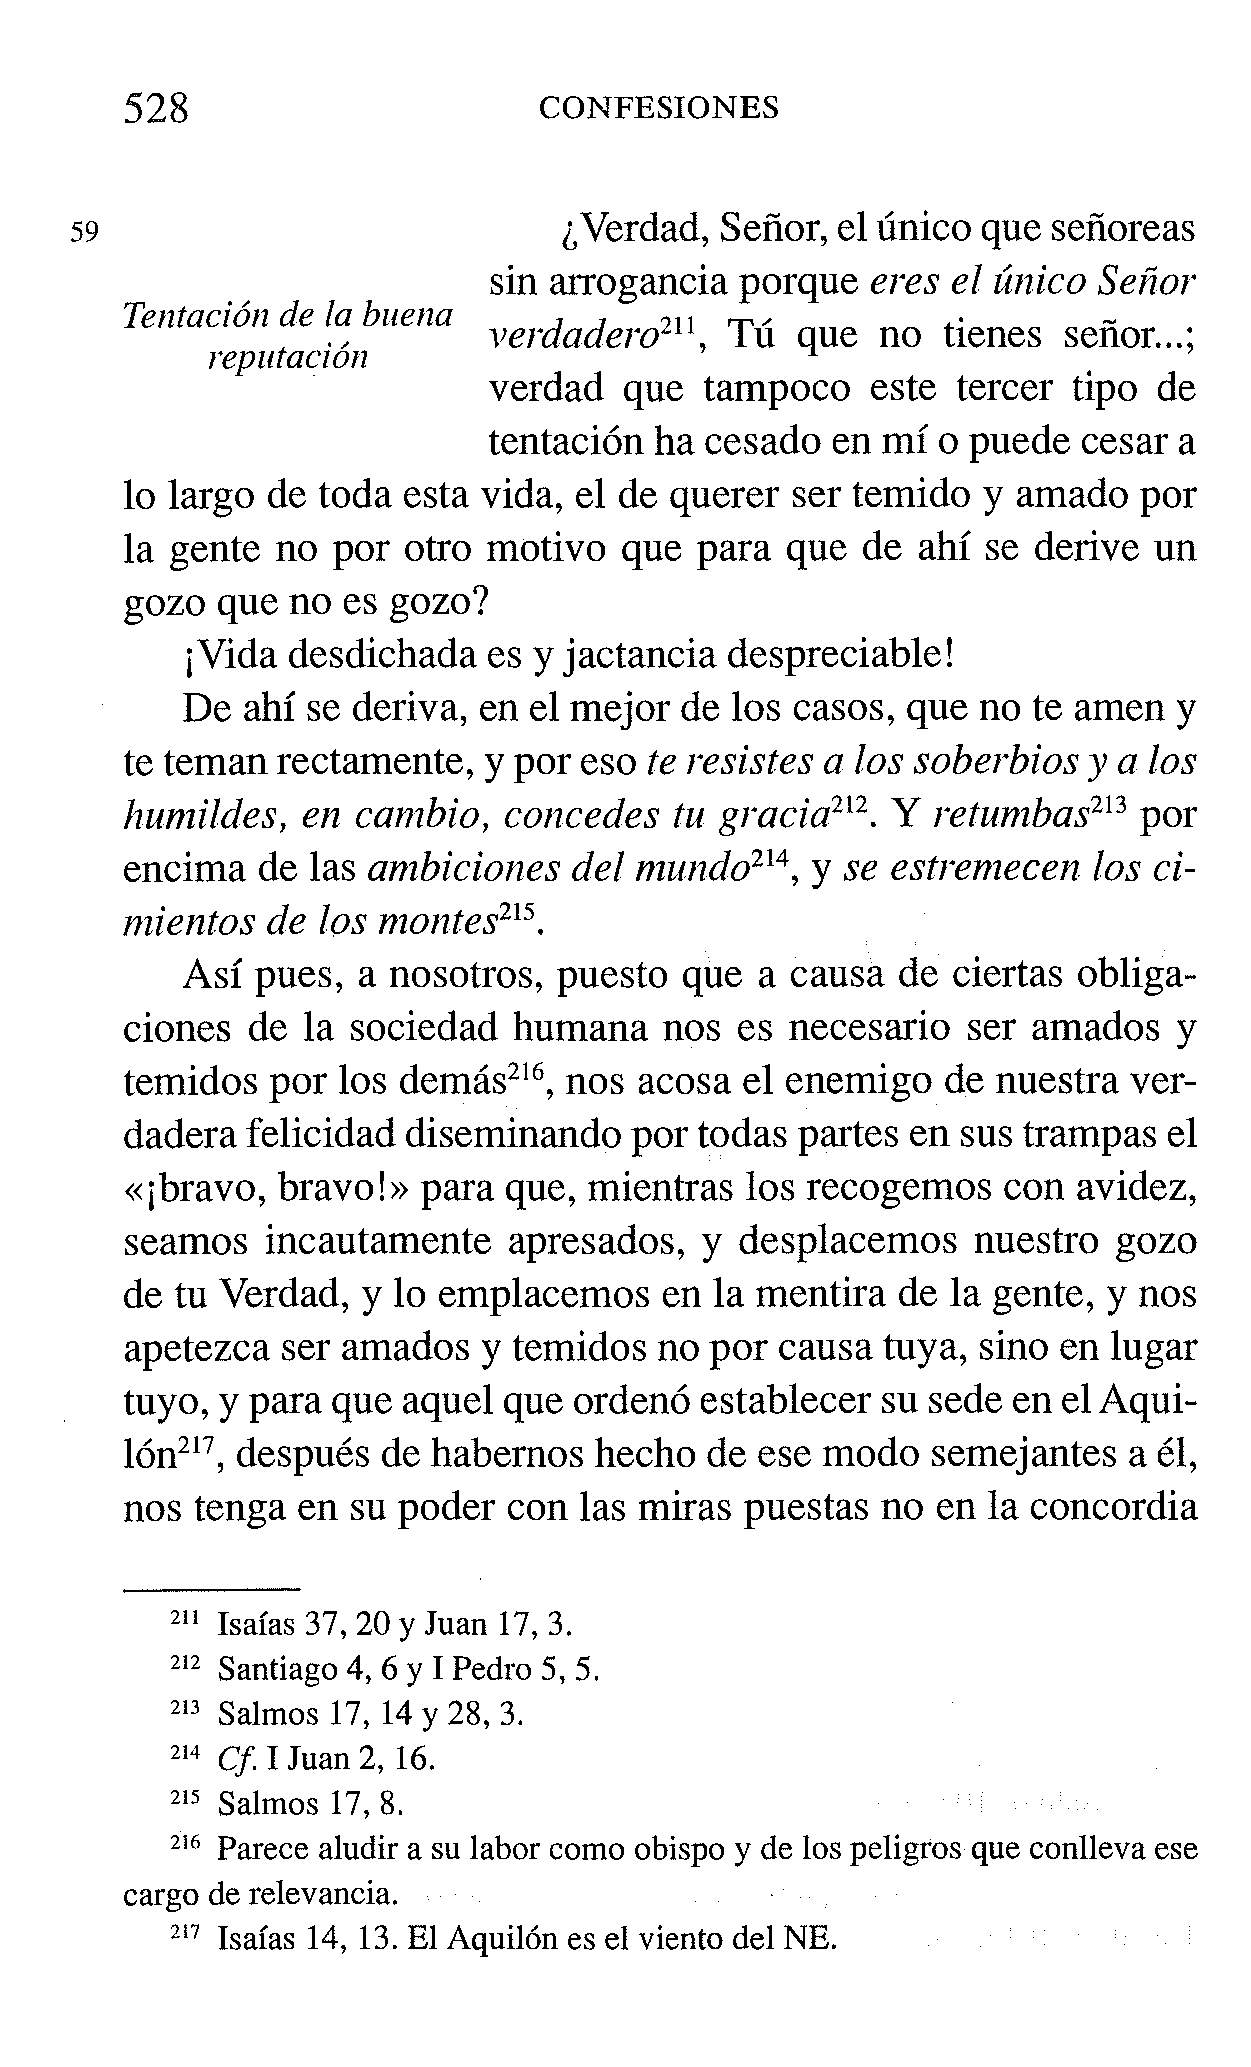 528 CONFESIONES
59 ¿Verdad, Señor, el único que señoreas
sin arrogancia porque eres el único Señor
Tentación de la buena
reputación
verdadero²¹¹, Tú que no tienes señor...;
verdad que tampoco este tercer tipo de
tentación ha cesado en mí o puede cesar a
lo largo de toda esta vida, el de querer ser temido y amado por
la gente no por otro motivo que para que de ahí se derive un
gozo que no es gozo?
¡Vida desdichada es y jactancia despreciable!
De ahí se deriva, en el mejor de los casos, que no te amen y
te teman rectamente, y por eso te resistes a los soberbios y a los
humildes, en cambio, concedes tu gracia²¹². Y retumbas²¹³ por
encima de las ambiciones del mundo²¹⁴, y se estremecen los ci-
mientos de los montes²¹⁵.
Así pues, a nosotros, puesto que a causa de ciertas obliga-
ciones de la sociedad humana nos es necesario ser amados y
temidos por los demás²¹⁶, nos acosa el enemigo de nuestra ver-
dadera felicidad diseminando por todas partes en sus trampas el
«¡bravo, bravo!» para que, mientras los recogemos con avidez,
seamos incautamente apresados, y desplacemos nuestro gozo
de tu Verdad, y lo emplacemos en la mentira de la gente, y nos
apetezca ser amados y temidos no por causa tuya, sino en lugar
tuyo, y para que aquel que ordenó establecer su sede en el Aqui-
lón²¹⁷, después de habernos hecho de ese modo semejantes a él,
nos tenga en su poder con las miras puestas no en la concordia
²¹¹ Isaías 37, 20 y Juan 17, 3.
²¹² Santiago 4, 6 y I Pedro 5, 5.
²¹³ Salmos 17, 14 y 28, 3.
²¹⁴ Cf. I Juan 2, 16.
²¹⁵ Salmos 17, 8.
²¹⁶ Parece aludir a su labor como obispo y de los peligros que conlleva ese
cargo de relevancia.
²¹⁷ Isaías 14, 13. El Aquilón es el viento del NE.